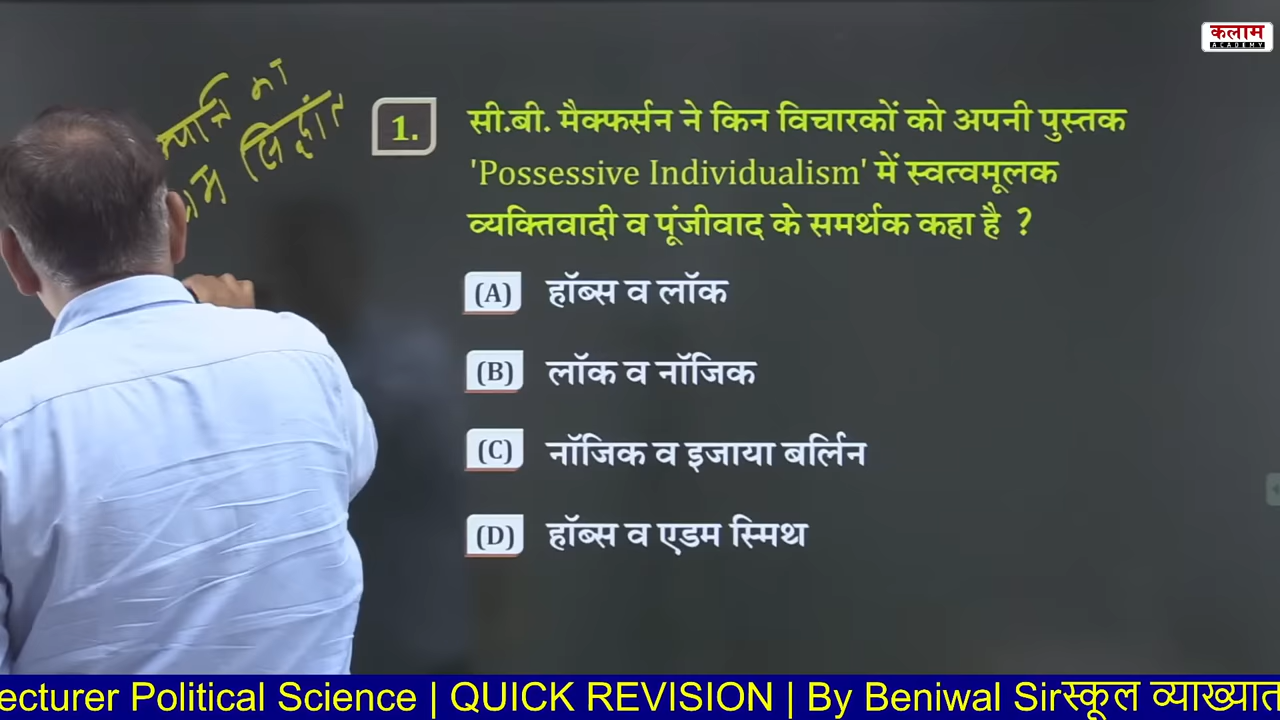 कलाम
ACADEMY
का
सिद्धांत
1.
सी.बी. मैक्फर्सन ने किन विचारकों को अपनी पुस्तक
'Possessive Individualism' में स्वत्वमूलक
व्यक्तिवादी व पूंजीवाद के समर्थक कहा है ?
(A) हॉब्स व लॉक
(B) लॉक व नॉजिक
(C) नॉजिक व इजाया बर्लिन
(D) हॉब्स व एडम स्मिथ
Political Science | QUICK REVISION | By Beniwal Sirस्कूल